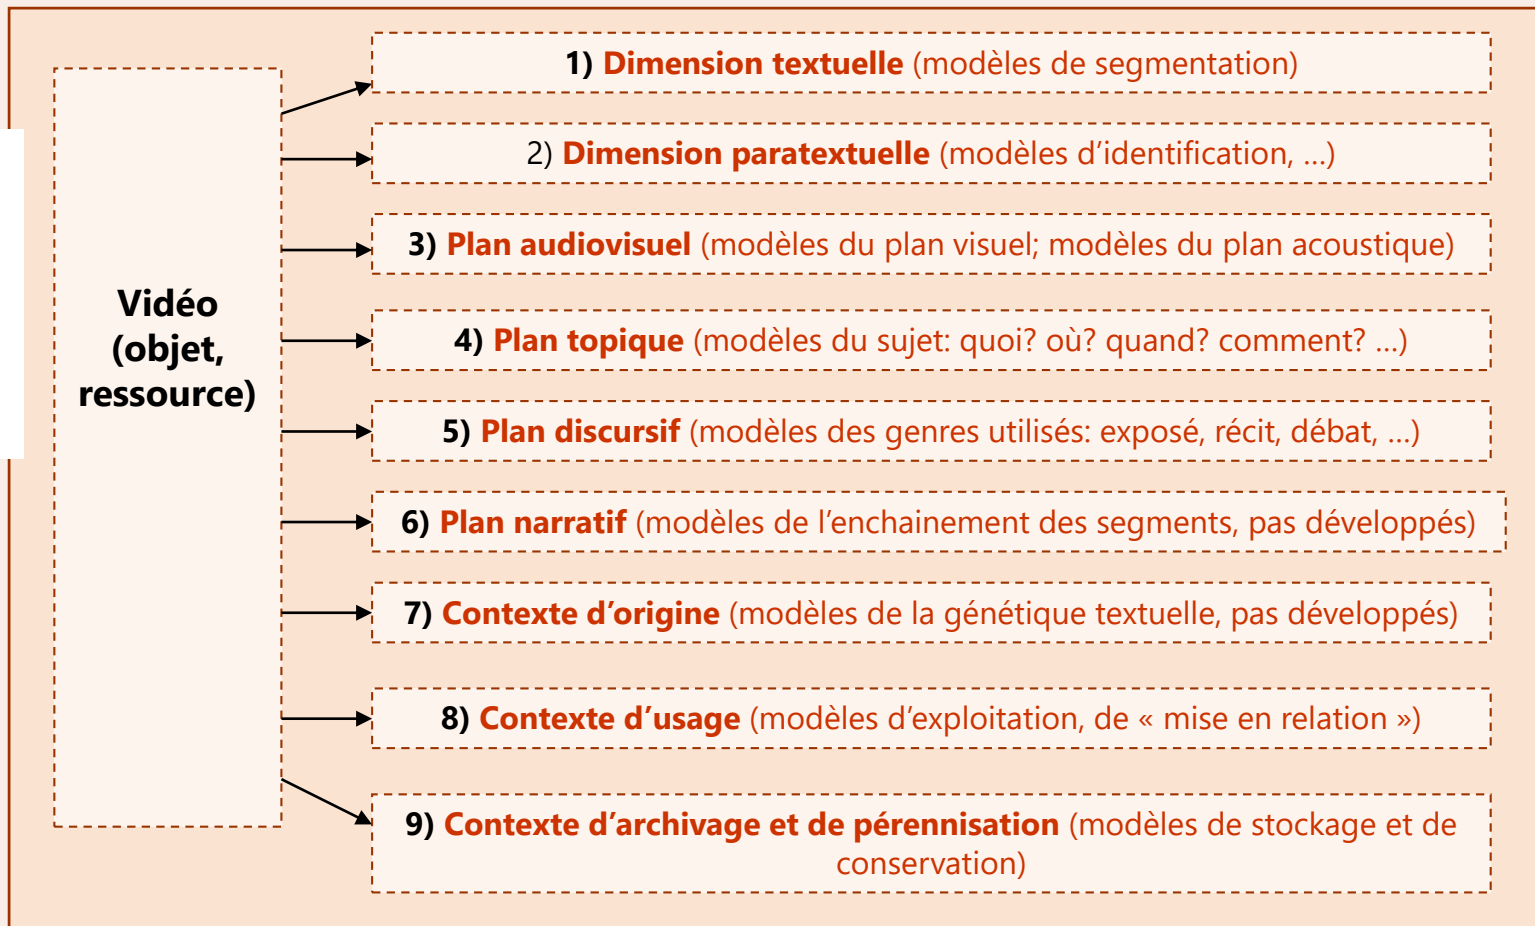 Vidéo
(objet,
ressource)
1) Dimension textuelle (modèles de segmentation)
2) Dimension paratextuelle (modèles d’identification, …)
3) Plan audiovisuel (modèles du plan visuel; modèles du plan acoustique)
4) Plan topique (modèles du sujet: quoi? où? quand? comment? …)
5) Plan discursif (modèles des genres utilisés: exposé, récit, débat, …)
6) Plan narratif (modèles de l’enchainement des segments, pas développés)
7) Contexte d’origine (modèles de la génétique textuelle, pas développés)
8) Contexte d’usage (modèles d’exploitation, de « mise en relation »)
9) Contexte d’archivage et de pérennisation (modèles de stockage et de
conservation)